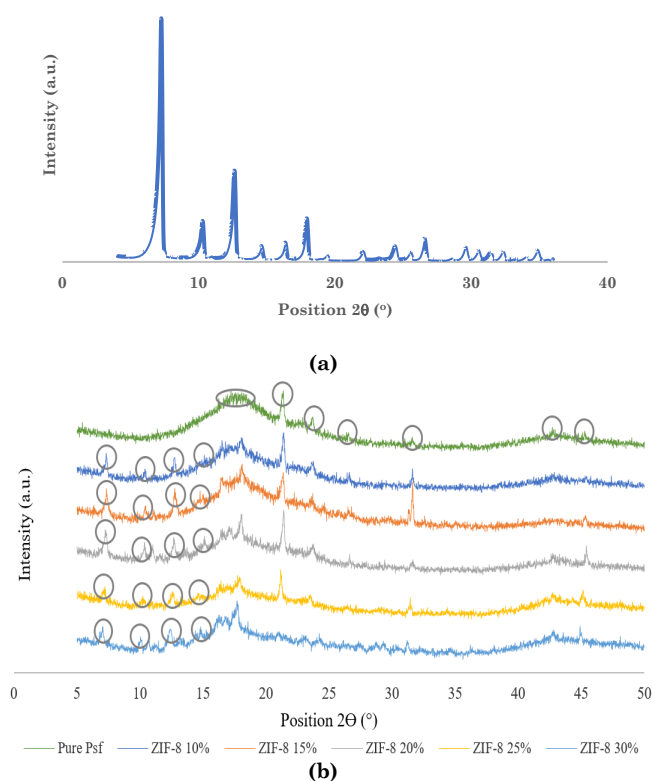 Intensity (a.u.)
0 10 20 30 40
Position 2θ (º)
(a)
Intensity (a.u.)
0 5 10 15 20 25 30 35 40 45 50
Position 2Θ (°)
Pure Psf ZIF-8 10% ZIF-8 15% ZIF-8 20% ZIF-8 25% ZIF-8 30%
(b)